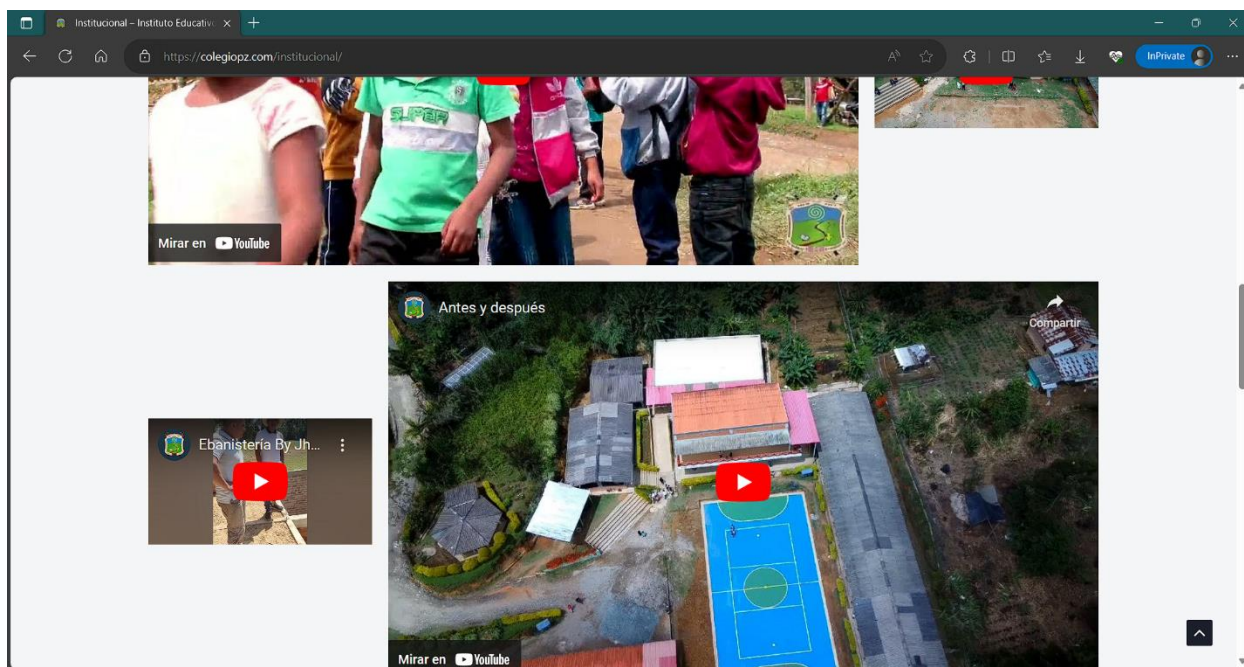 Institucional – Instituto Educativo
https://colegiopz.com/institucional/
InPrivate
SUPER
Mirar en YouTube
Antes y después
Compartir
Ebanistería By Jh...
Mirar en YouTube